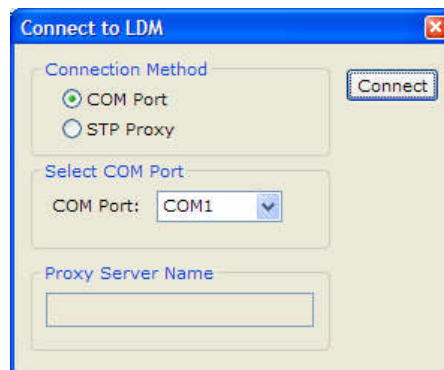 Connect to LDM
Connection Method
Connect
COM Port
STP Proxy
Select COM Port
COM Port: COM1
Proxy Server Name